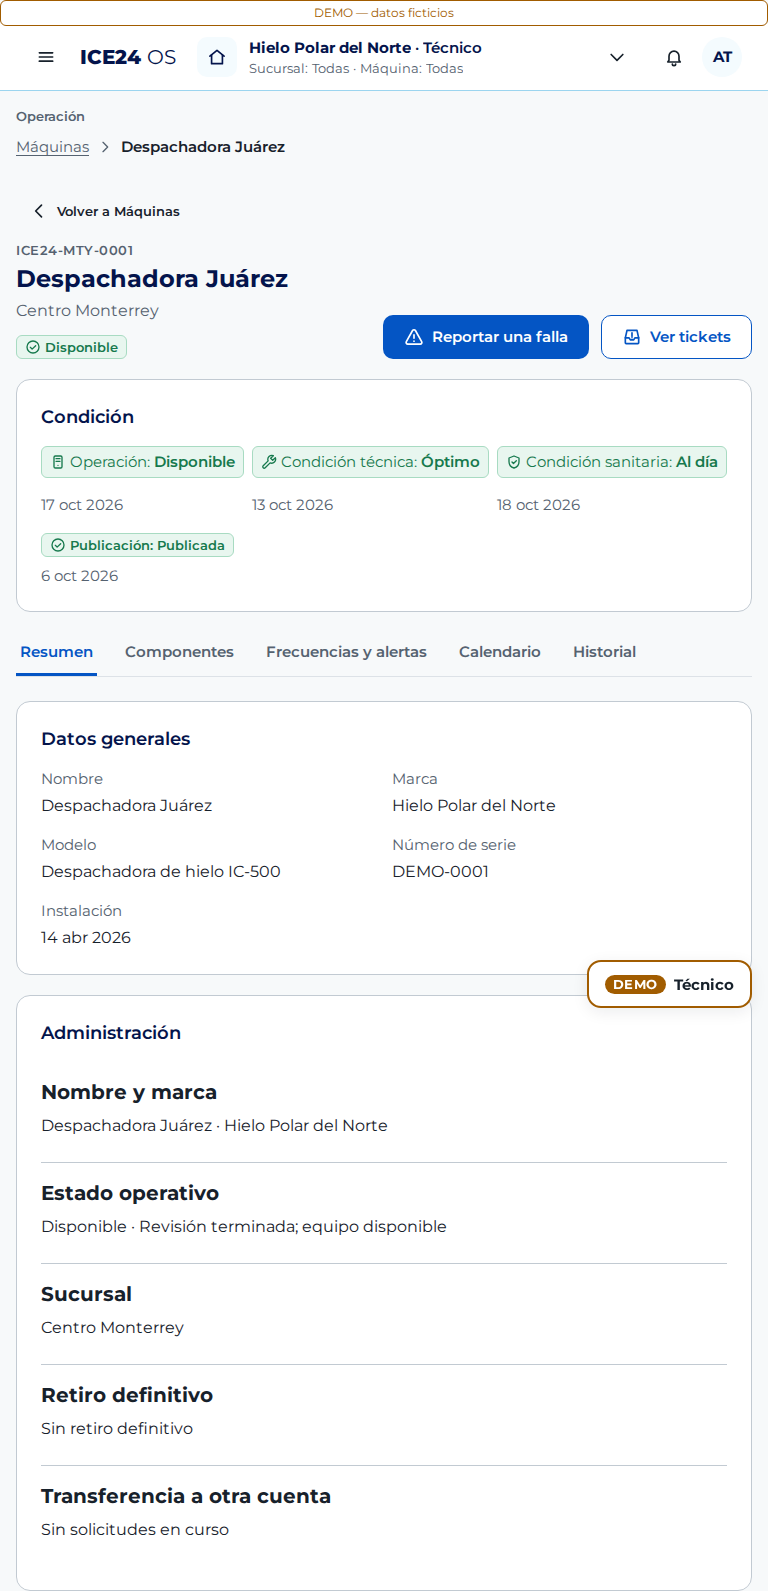 DEMO — datos ficticios
ICE24 OS
Hielo Polar del Norte · Técnico
Sucursal: Todas · Máquina: Todas
AT
Operación
Máquinas
Despachadora Juárez
Volver a Máquinas
ICE24-MTY-0001
Despachadora Juárez
Centro Monterrey
Disponible
Reportar una falla
Ver tickets
Condición
Operación: Disponible
Condición técnica: Óptimo
Condición sanitaria: Al día
17 oct 2026
13 oct 2026
18 oct 2026
Publicación: Publicada
6 oct 2026
Resumen
Componentes
Frecuencias y alertas
Calendario
Historial
Datos generales
Nombre
Despachadora Juárez
Marca
Hielo Polar del Norte
Modelo
Despachadora de hielo IC-500
Número de serie
DEMO-0001
Instalación
14 abr 2026
DEMO Técnico
Administración
Nombre y marca
Despachadora Juárez · Hielo Polar del Norte
Estado operativo
Disponible · Revisión terminada; equipo disponible
Sucursal
Centro Monterrey
Retiro definitivo
Sin retiro definitivo
Transferencia a otra cuenta
Sin solicitudes en curso